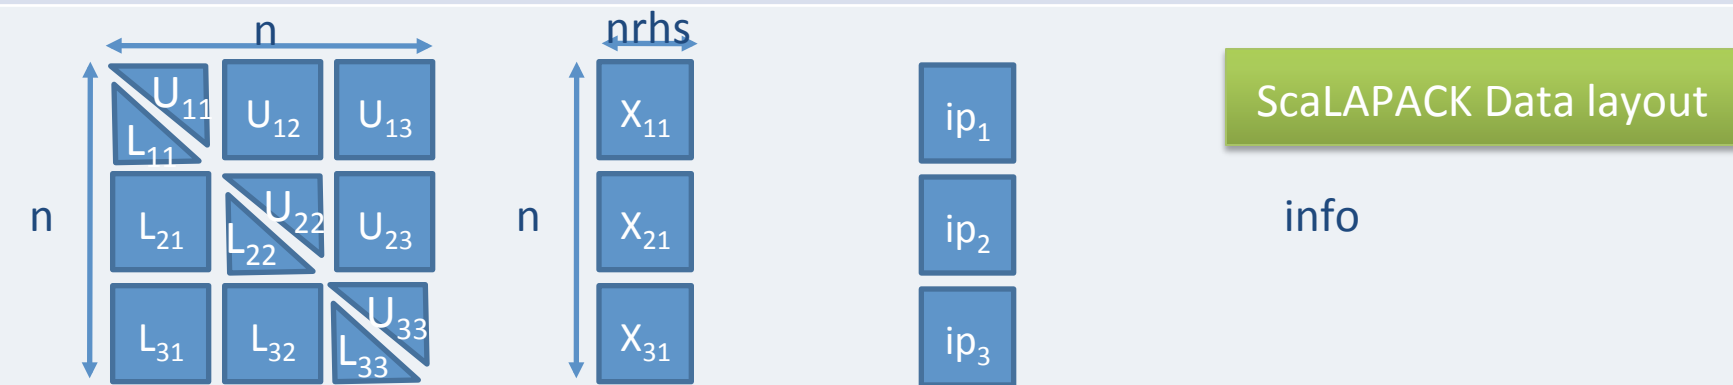 n nrhs
U₁₁ U₁₂ U₁₃ X₁₁ ip₁ ScaLAPACK Data layout
L₁₁
n L₂₁ U₂₂ U₂₃ n X₂₁ ip₂ info
L₂₂
L₃₁ L₃₂ U₃₃ X₃₁ ip₃
L₃₃